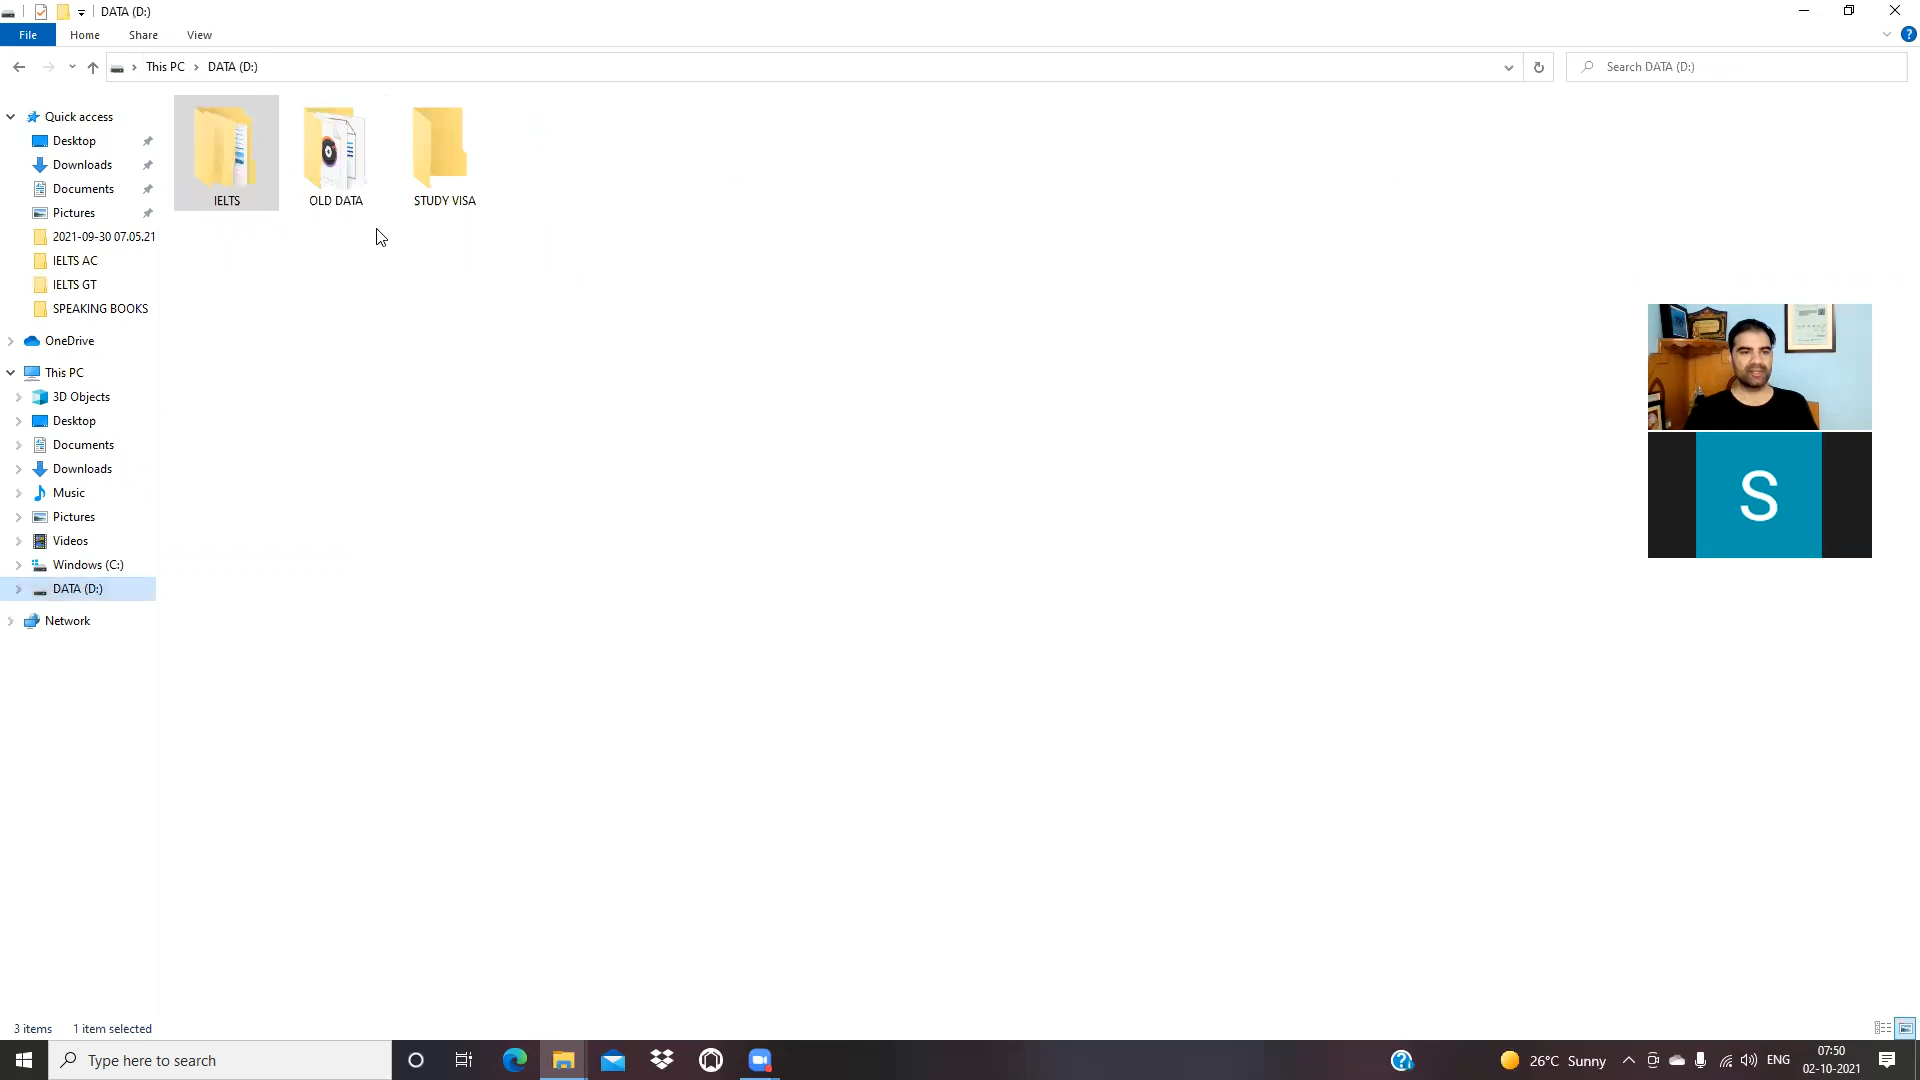 DATA (D:)
File
Home
Share
View
This PC
DATA (D:)
Search DATA (D:)
Quick access
Desktop
Downloads
Documents
Pictures
2021-09-30 07.05.21
IELTS AC
IELTS GT
SPEAKING BOOKS
OneDrive
This PC
3D Objects
Desktop
Documents
Downloads
Music
Pictures
Videos
Windows (C:)
DATA (D:)
Network
IELTS
OLD DATA
STUDY VISA
S
3 items
1 item selected
Type here to search
26°C Sunny
ENG
07:50
02-10-2021